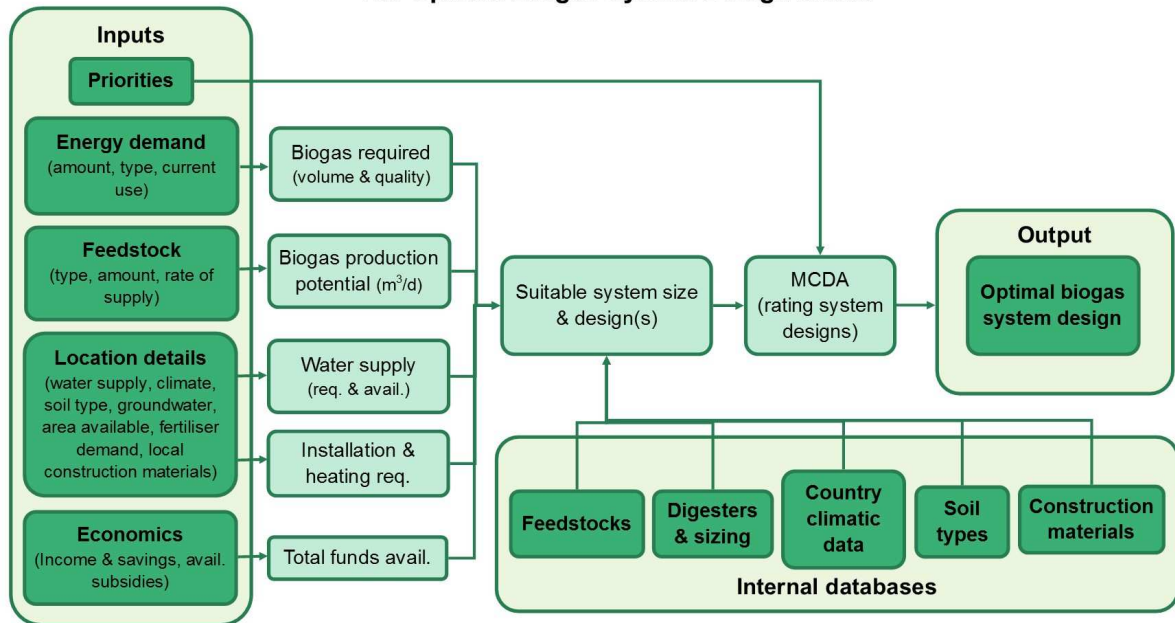 Inputs
Priorities
Energy demand
(amount, type, current
use)
Feedstock
(type, amount, rate of
supply)
Location details
(water supply, climate,
soil type, groundwater,
area available, fertiliser
demand, local
construction materials)
Economics
(Income & savings, avail.
subsidies)
Biogas required
(volume & quality)
Biogas production
potential (m³/d)
Water supply
(req. & avail.)
Installation &
heating req.
Total funds avail.
Suitable system size
& design(s)
MCDA
(rating system
designs)
Output
Optimal biogas
system design
Feedstocks
Digesters
& sizing
Country
climatic
data
Soil
types
Construction
materials
Internal databases